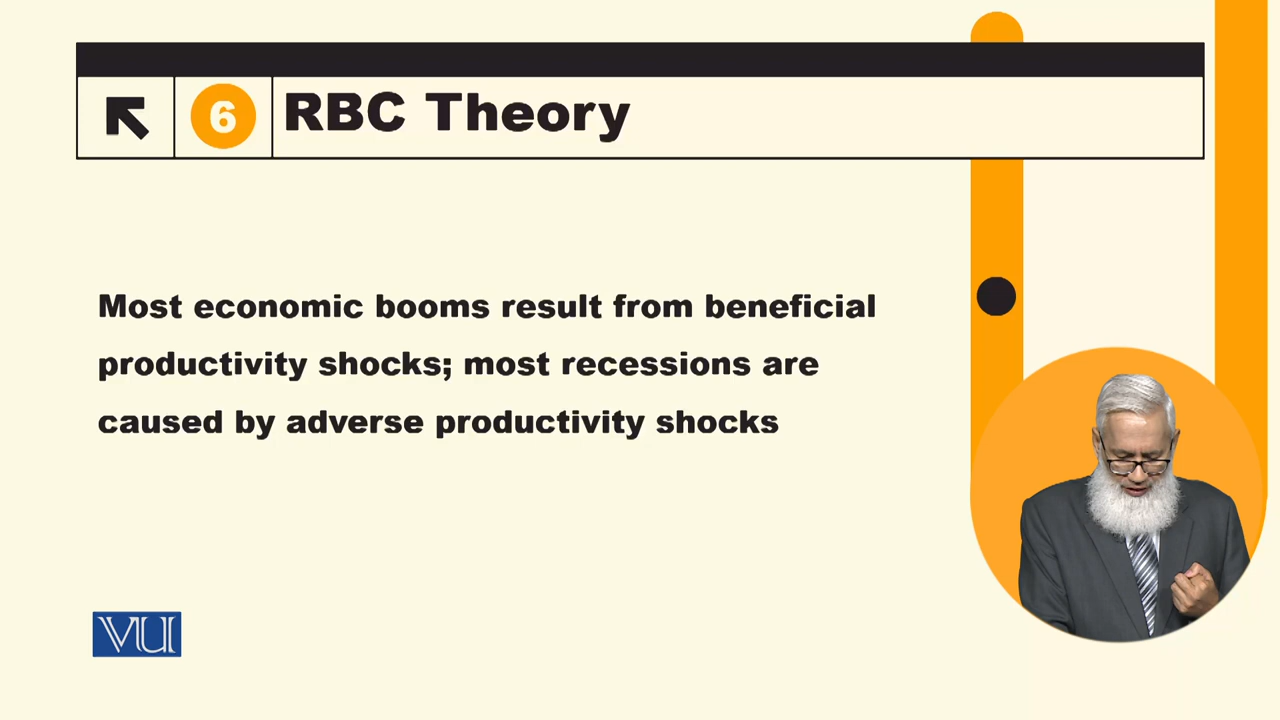 6 RBC Theory
Most economic booms result from beneficial
productivity shocks; most recessions are
caused by adverse productivity shocks
VU